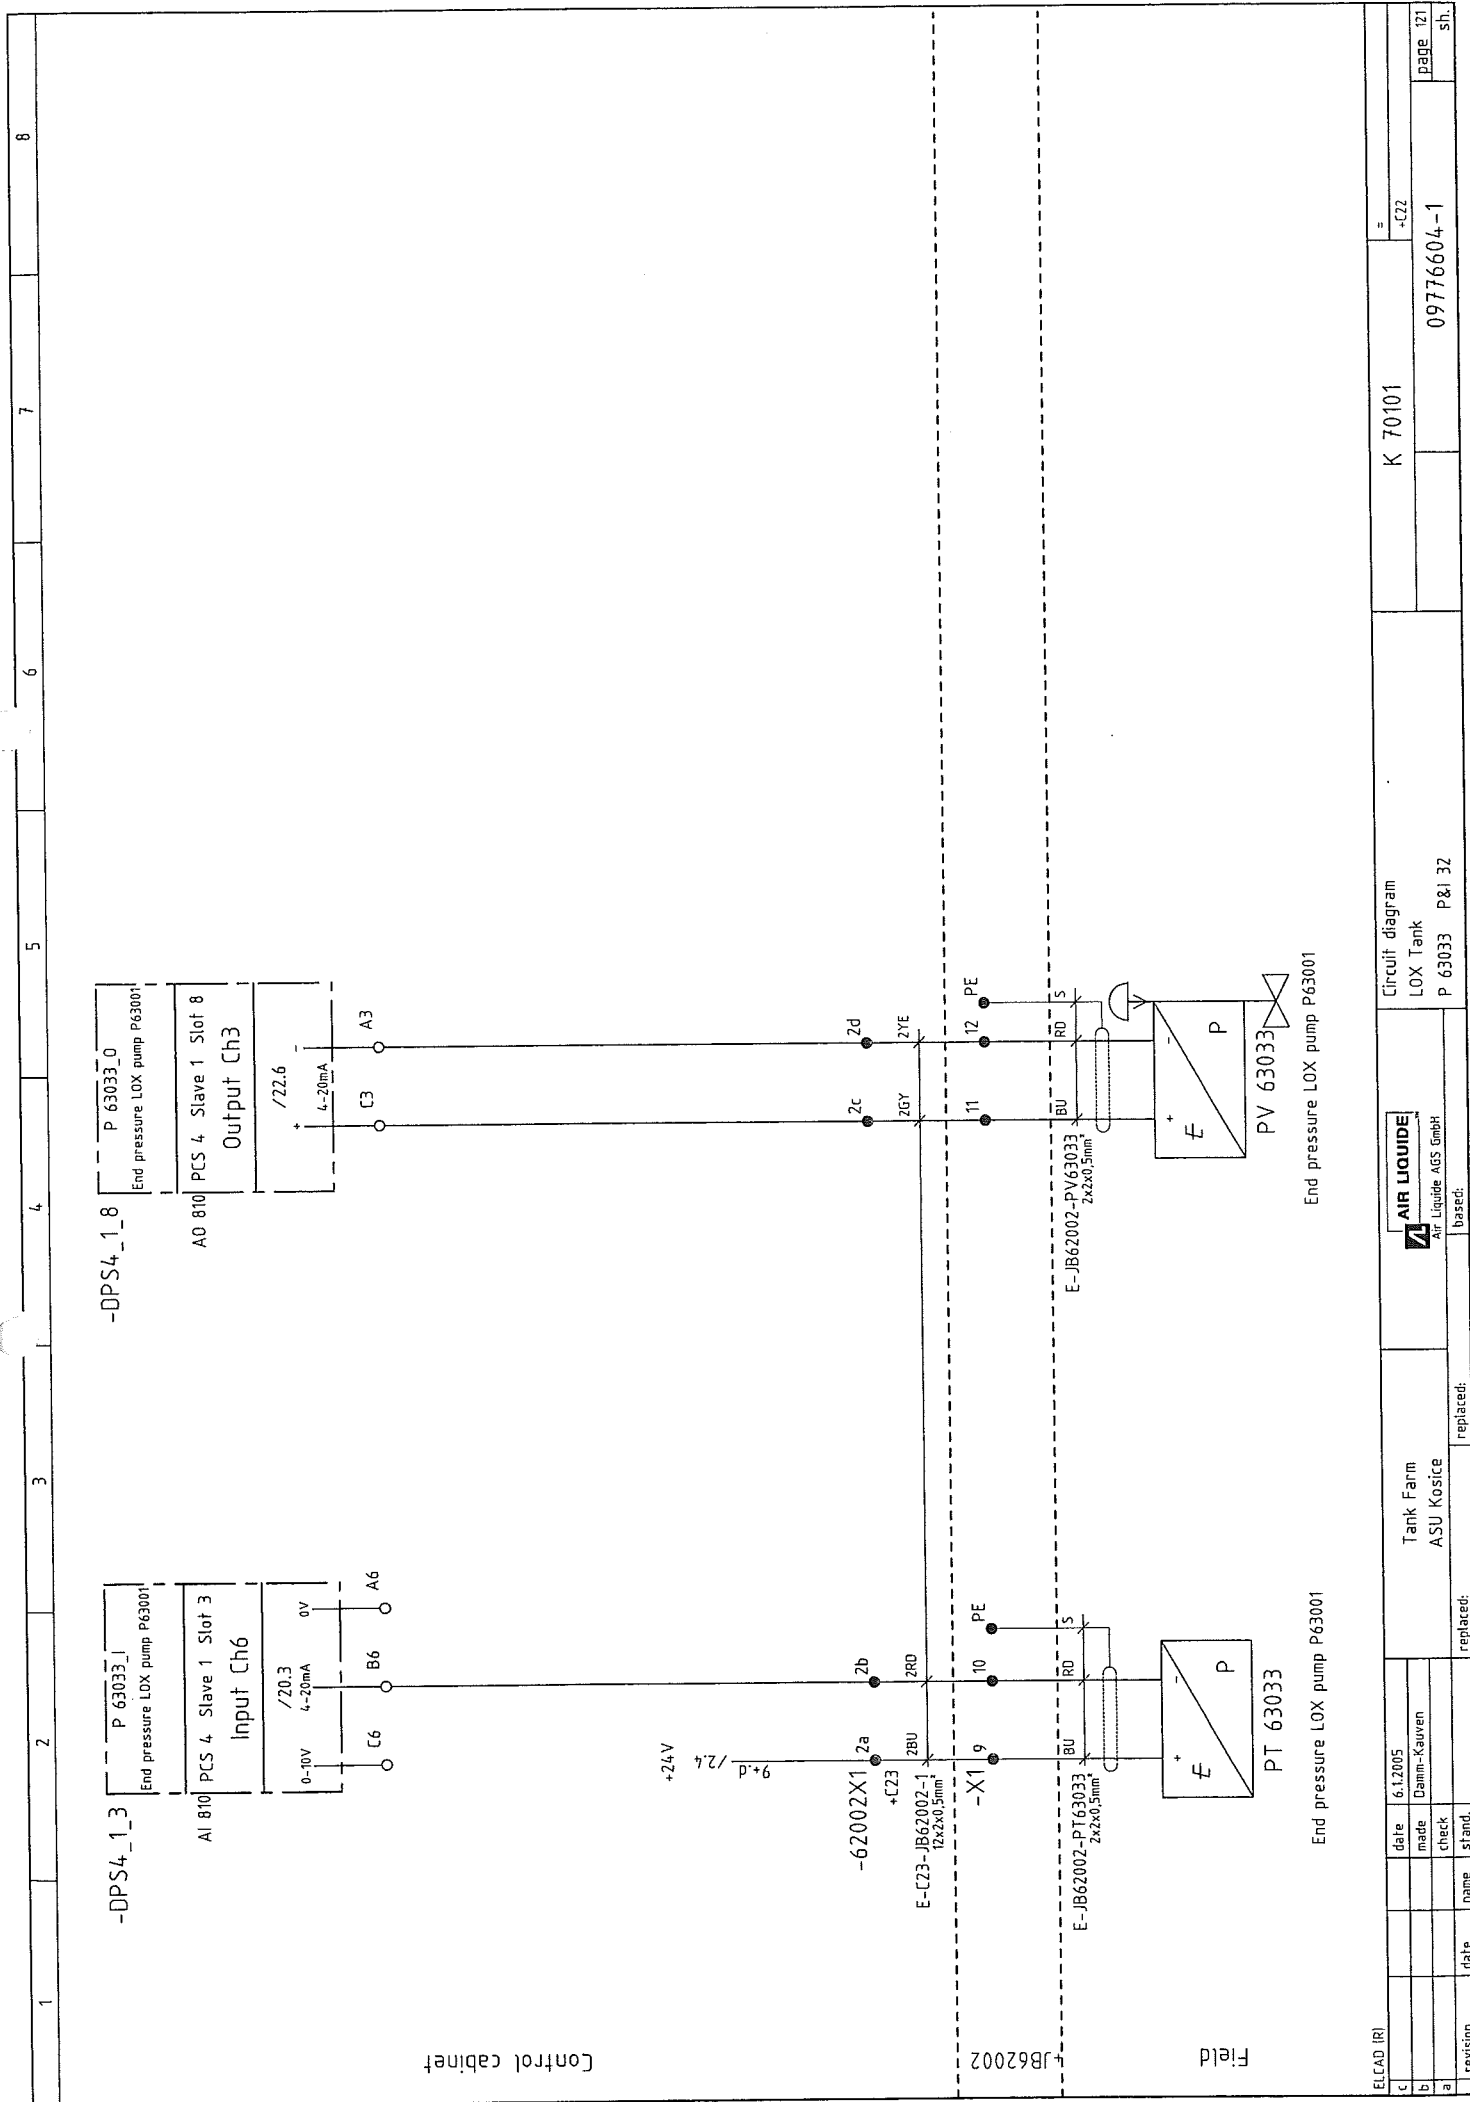 1 2 3 4 5 6 7 8
-DPS4_1_3
P 63033_I
End pressure LOX pump P63001
AI 810
PCS 4 Slave 1 Slot 3
Input Ch6
/20.3
0-10V 4-20mA 0V
C6 B6 A6
-DPS4_1_8
P 63033_O
End pressure LOX pump P63001
AO 810
PCS 4 Slave 1 Slot 8
Output Ch3
/22.6
+ 4-20mA -
C3 A3
Control cabinet
+24V
9+.d /2.4
-62002X1 2a 2b 2c 2d
+C23
2BU 2RD 2GY 2YE
E-C23-JB62002-1
12x2x0,5mm²
+JB62002
-X1 9 10 PE 11 12 PE
BU RD S BU RD S
E-JB62002-PT63033
2x2x0,5mm²
E-JB62002-PV63033
2x2x0,5mm²
Field
+ -
E P
PT 63033
End pressure LOX pump P63001
+ -
E P
PV 63033
End pressure LOX pump P63001
ELCAD (R)
c
b
a
revision date name
date 6.1.2005
made Damm-Kauven
check
stand.
Tank Farm
ASU Kosice
replaced: replaced:
AIR LIQUIDE
Air Liquide AGS GmbH
based:
Circuit diagram
LOX Tank
P 63033 P&I 32
K 70101
=
+C22
09776604-1
page 121
sh.